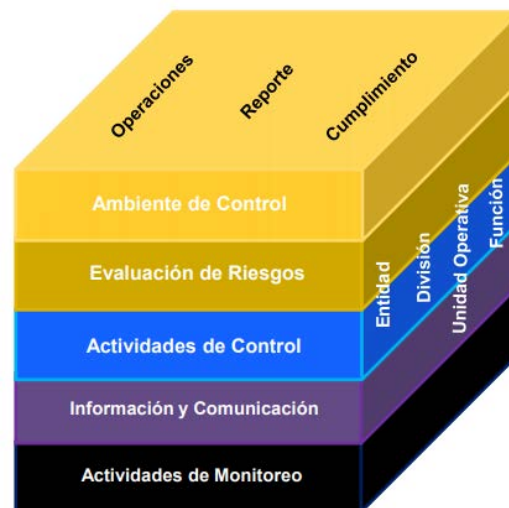 Operaciones
Reporte
Cumplimiento
Ambiente de Control
Evaluación de Riesgos
Actividades de Control
Información y Comunicación
Actividades de Monitoreo
Entidad
División
Unidad Operativa
Función